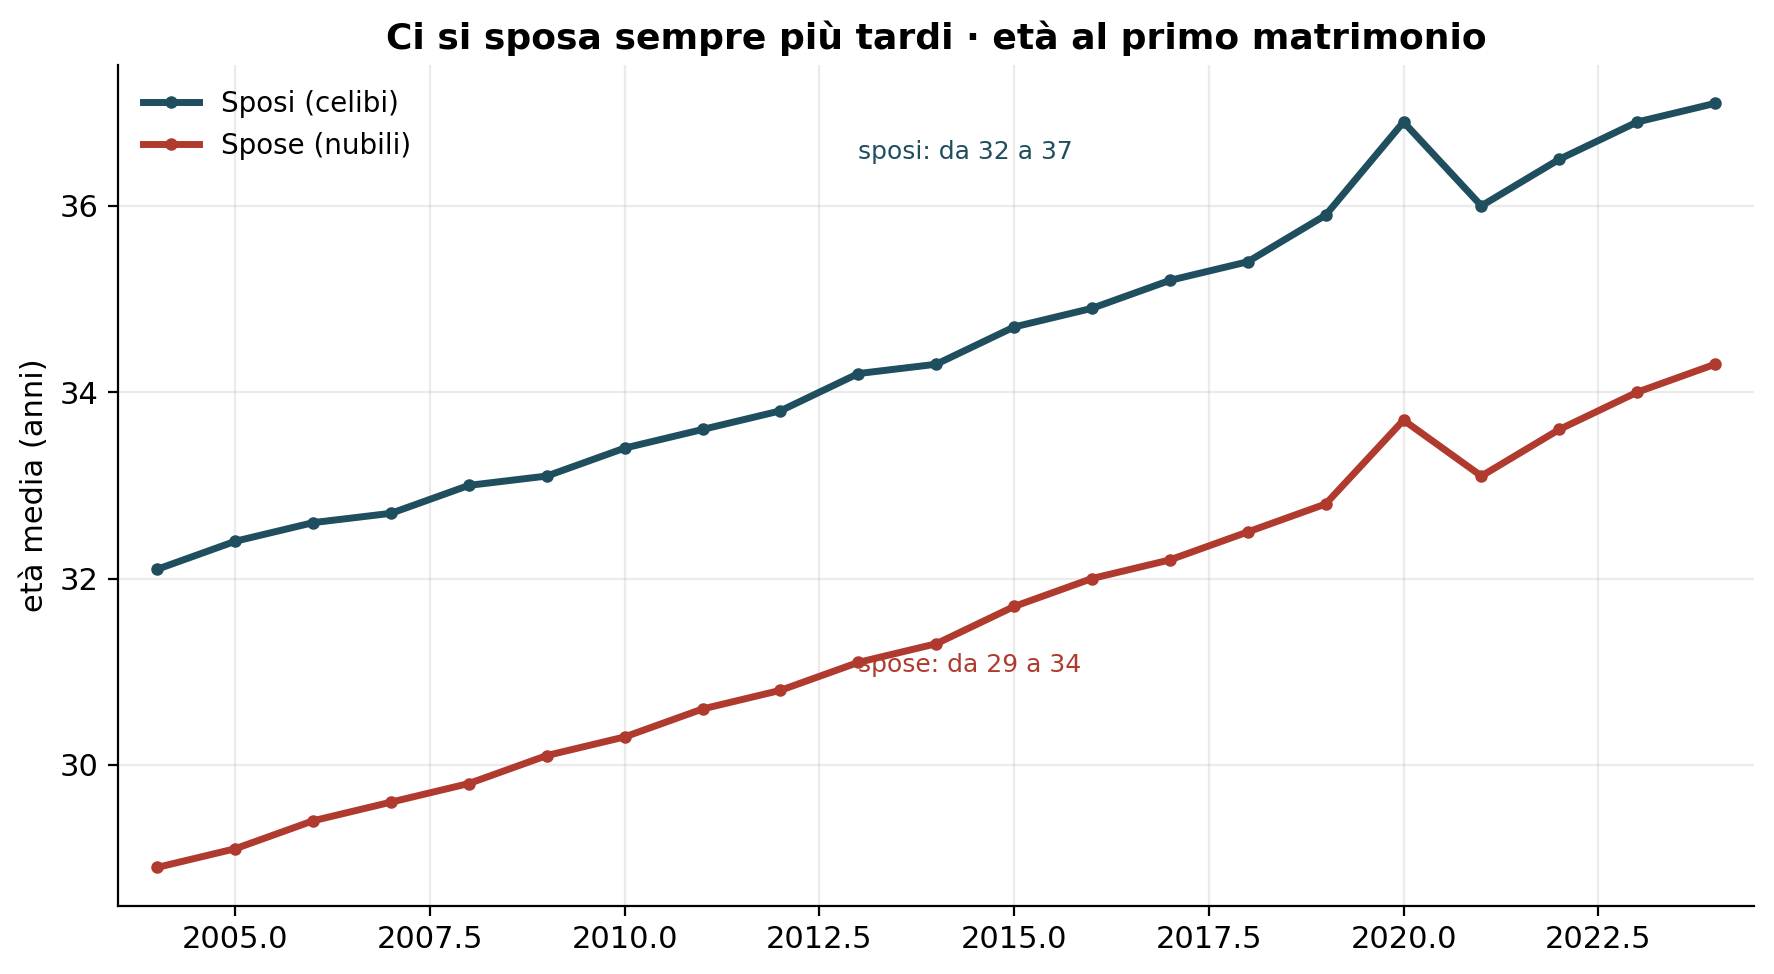 Ci si sposa sempre più tardi · età al primo matrimonio
Sposi (celibi)
Spose (nubili)
sposi: da 32 a 37
spose: da 29 a 34
età media (anni)
36
34
32
30
2005.0 2007.5 2010.0 2012.5 2015.0 2017.5 2020.0 2022.5